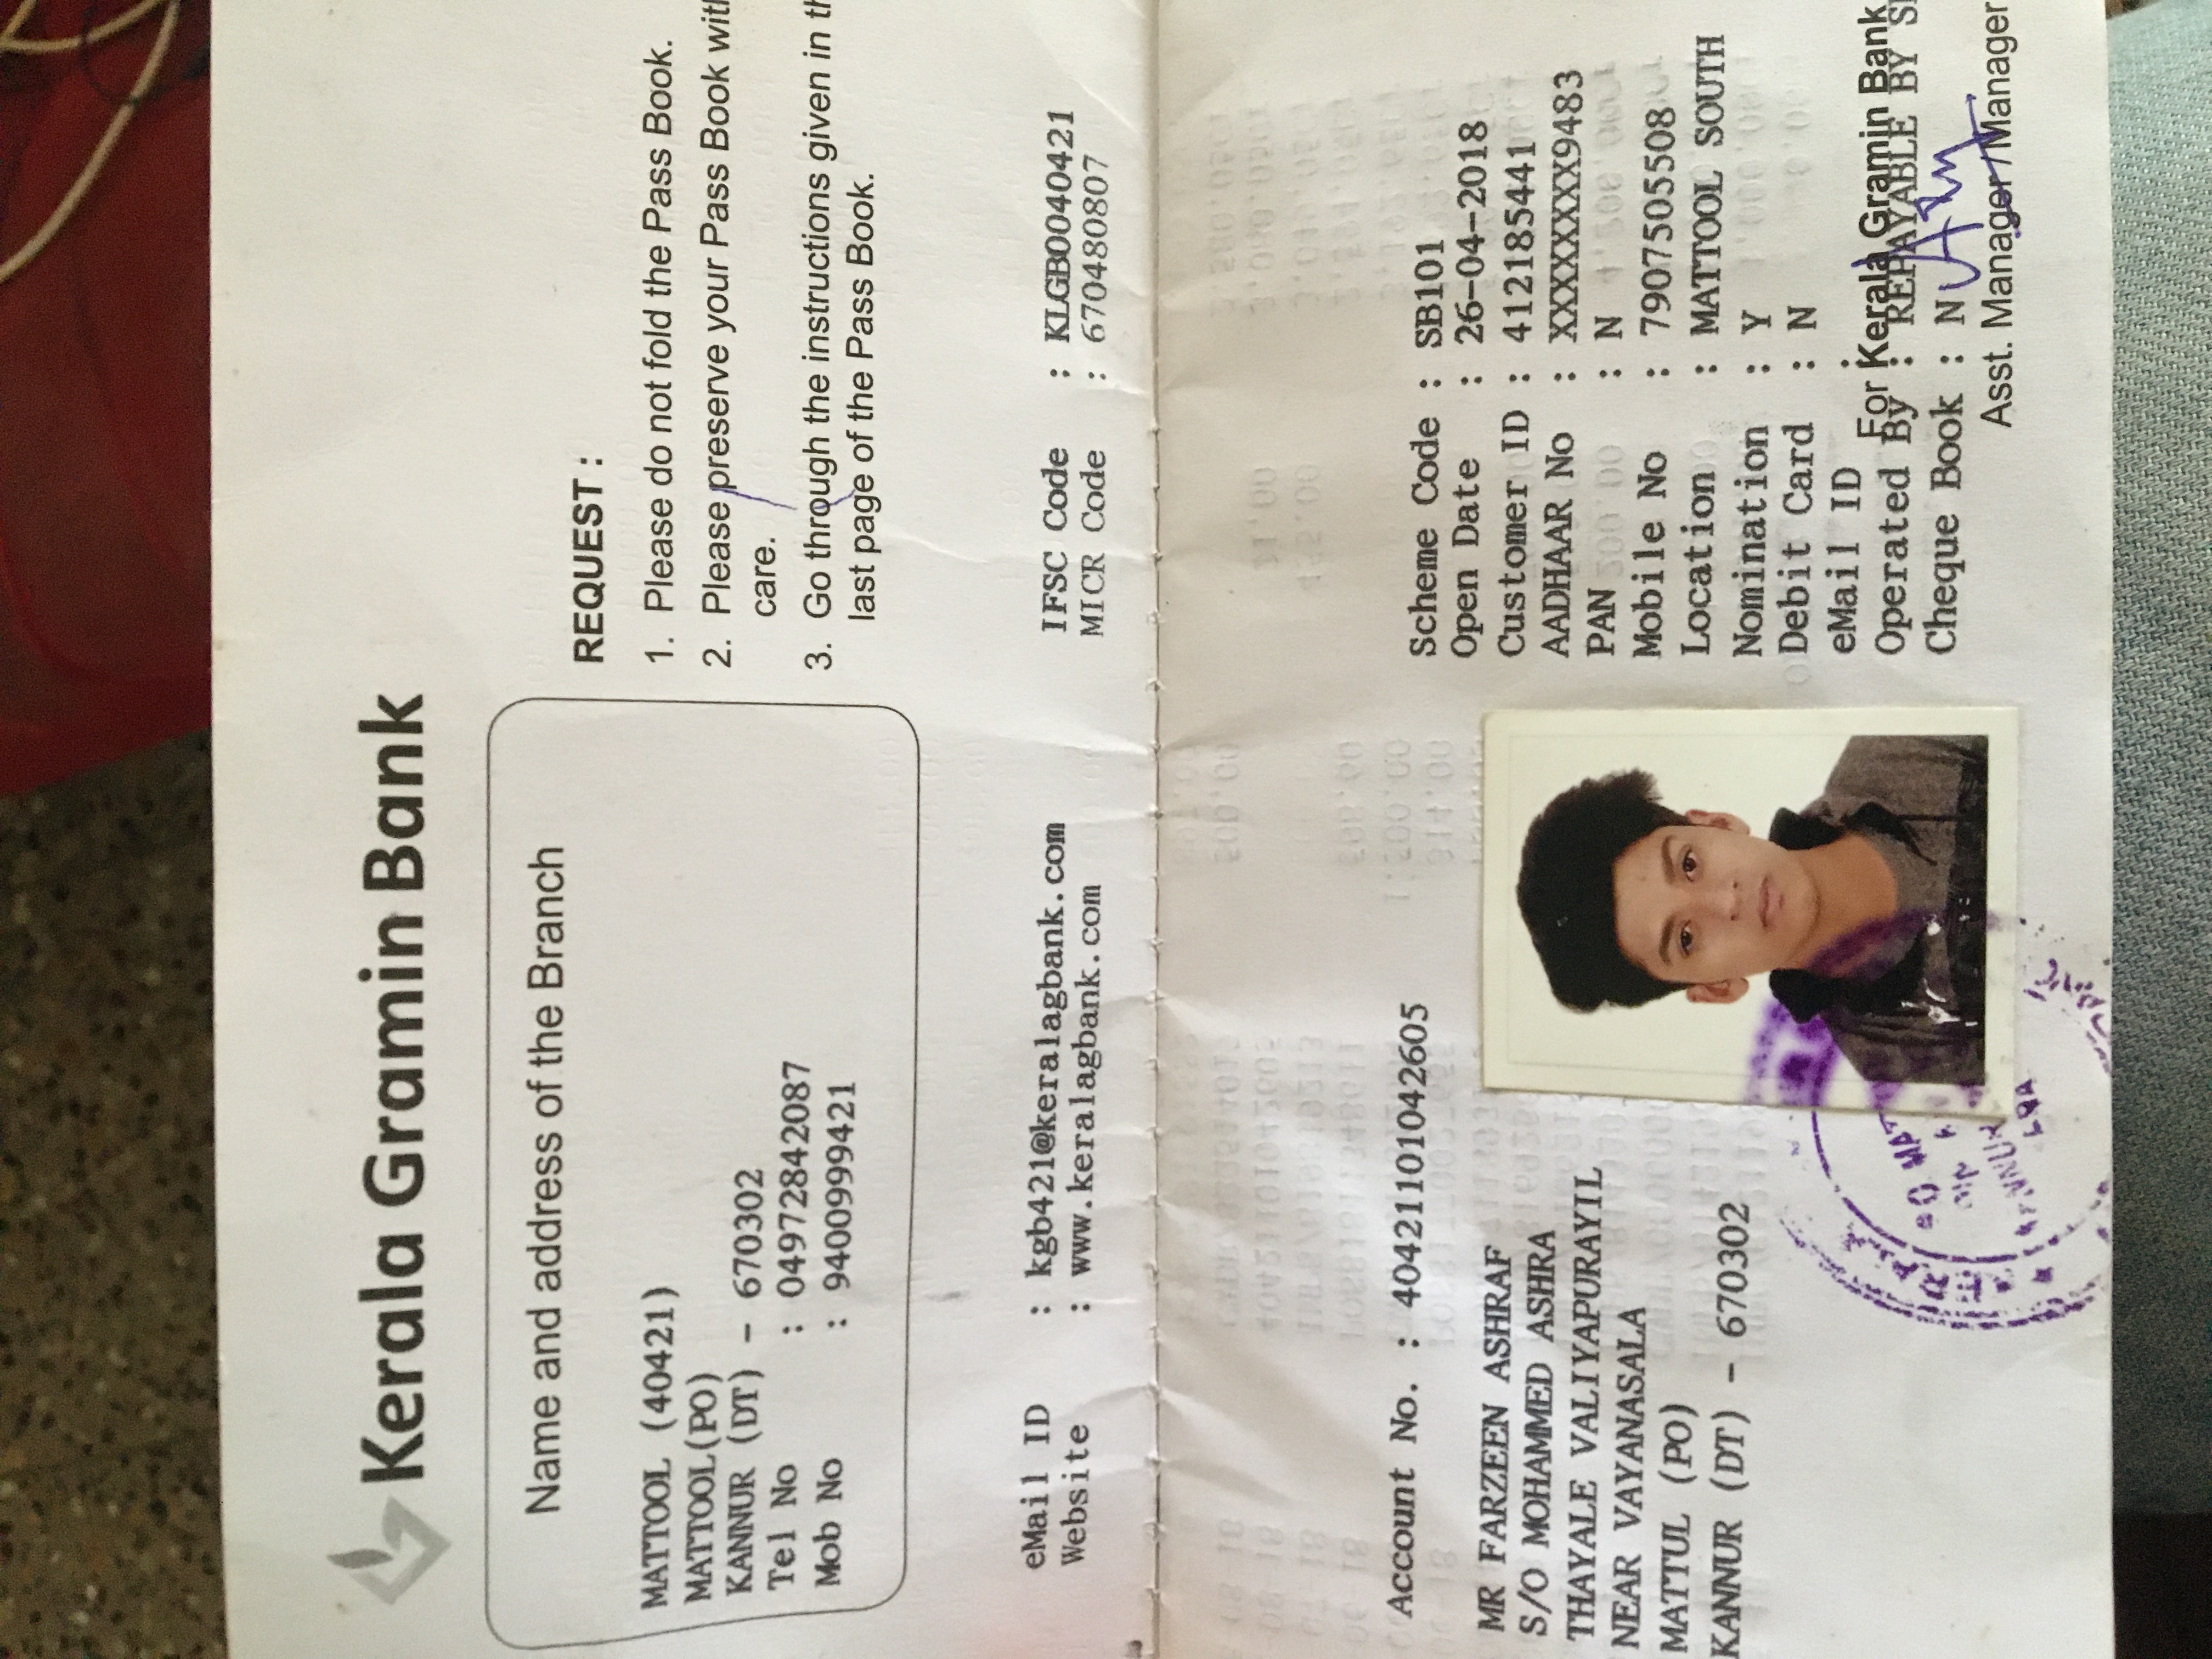 Kerala Gramin Bank
Name and address of the Branch
MATTOOL (40421)
MATTOOL(PO)
KANNUR (DT) - 670302
Tel No : 04972842087
Mob No : 9400999421
REQUEST :
1. Please do not fold the Pass Book.
2. Please preserve your Pass Book
care.
3. Go through the instructions given in
last page of the Pass Book.
eMail ID : kgb421@keralagbank.com
Website : www.keralagbank.com
IFSC Code : KLGB0040421
MICR Code : 670480807
Account No. : 40421101042605
MR FARZEEN ASHRAF
S/O MOHAMMED ASHRA
THAYALE VALIYAPURAYIL
NEAR VAYANASALA
MATTUL (PO)
KANNUR (DT) - 670302
Scheme Code : SB101
Open Date : 26-04-2018
Customer ID : 412185441
AADHAAR No : XXXXXXXX9483
PAN : N
Mobile No : 7907505508
Location : MATTOOL SOUTH
Nomination : Y
Debit Card : N
eMail ID :
For Kerala Gramin Bank
Operated By : REPAYABLE BY
Cheque Book : N
Asst. Manager / Manager
KERALA